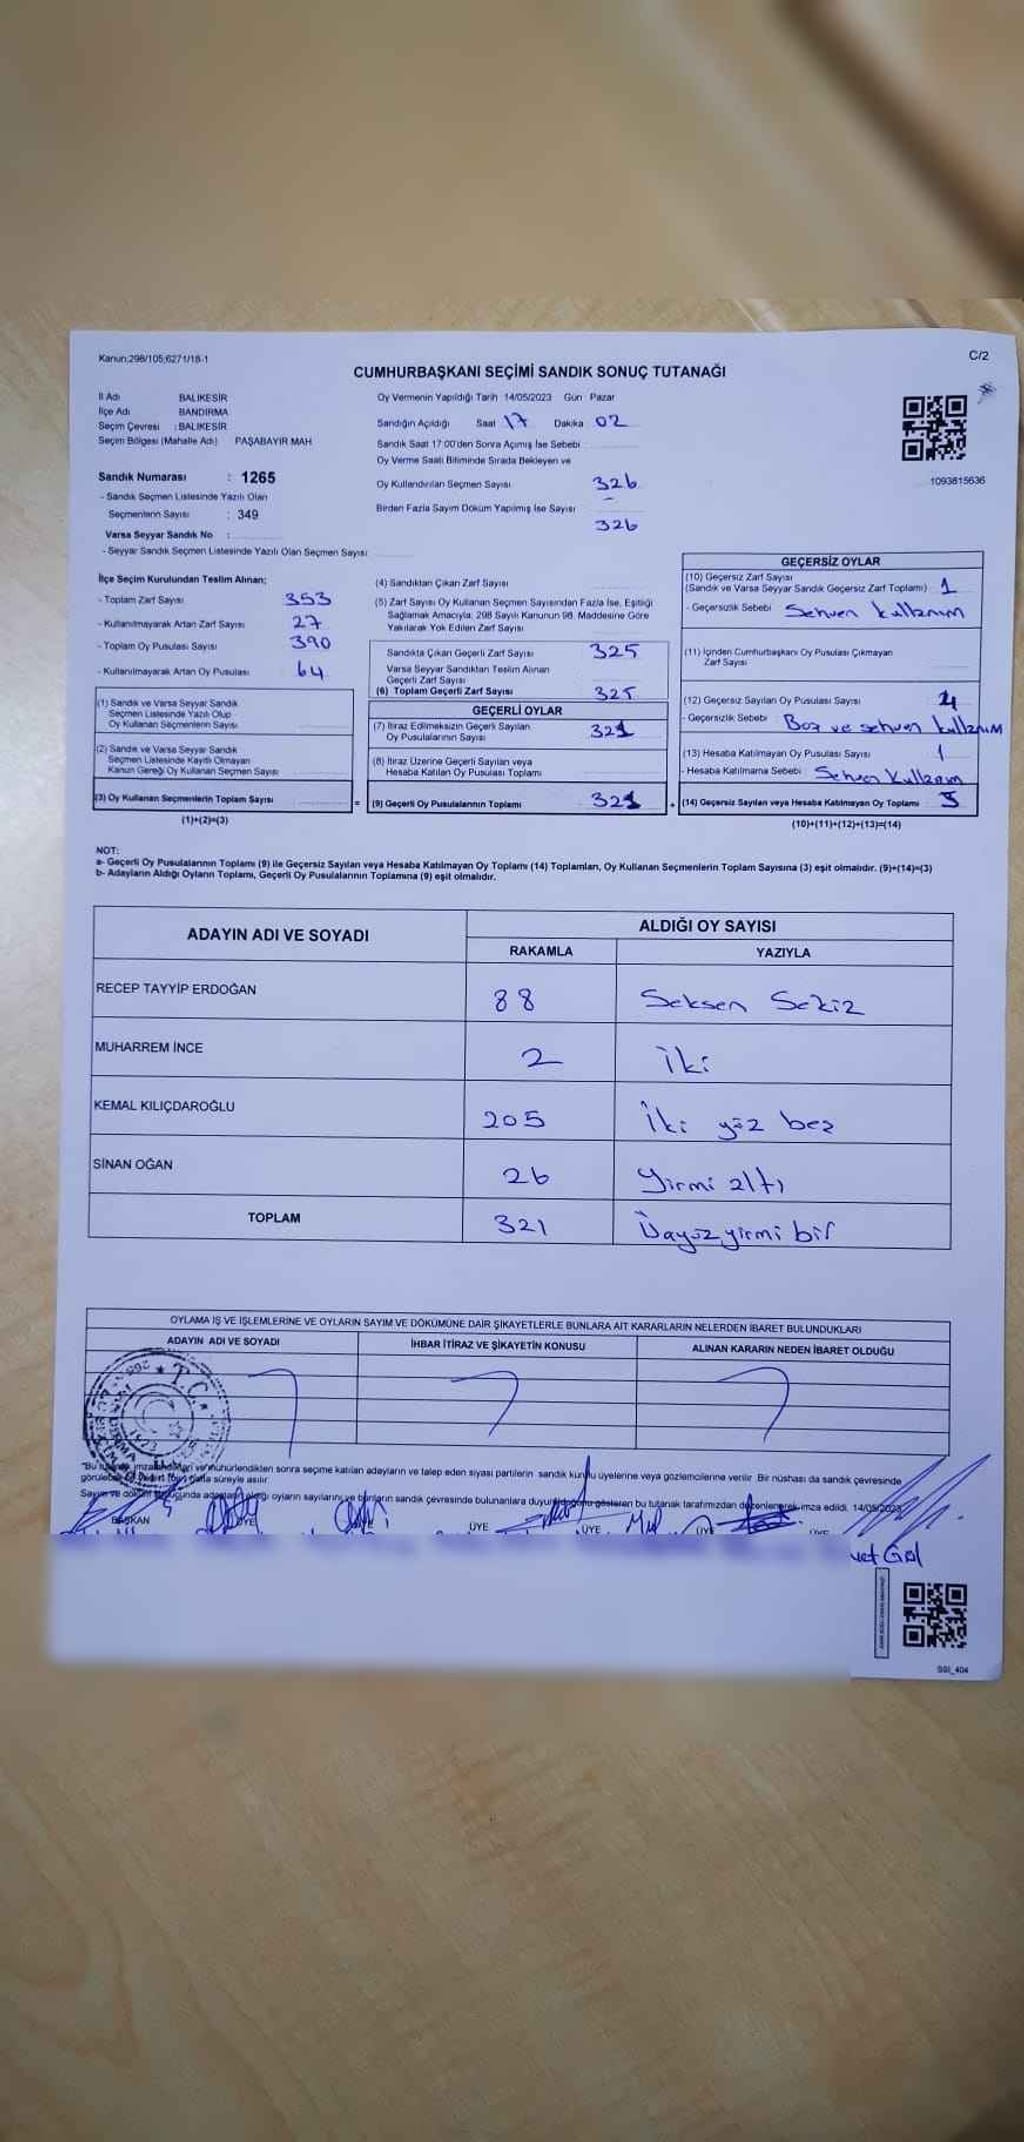 Kanun;298/105;6271/18-1
C/2
CUMHURBAŞKANI SEÇİMİ SANDIK SONUÇ TUTANAĞI
İl Adı BALIKESİR
İlçe Adı BANDIRMA
Seçim Çevresi : BALIKESİR
Seçim Bölgesi (Mahalle Adı) PAŞABAYIR MAH
Sandık Numarası : 1265
- Sandık Seçmen Listesinde Yazılı Olan
Seçmenlerin Sayısı : 349
Varsa Seyyar Sandık No :
- Seyyar Sandık Seçmen Listesinde Yazılı Olan Seçmen Sayısı
Oy Vermenin Yapıldığı Tarih 14/05/2023 Gün Pazar
Sandığın Açıldığı Saat 17 Dakika 02
Sandık Saat 17:00'den Sonra Açımış İse Sebebi
Oy Verme Saati Bitiminde Sırada Bekleyen ve
Oy Kullandırılan Seçmen Sayısı 326
Birden Fazla Sayım Döküm Yapılmış İse Sayısı –
326
1093815636
İlçe Seçim Kurulundan Teslim Alınan:
- Toplam Zarf Sayısı 353
- Kullanılmayarak Artan Zarf Sayısı 27
- Toplam Oy Pusulası Sayısı 390
- Kullanılmayarak Artan Oy Pusulası 64
(1) Sandık ve Varsa Seyyar Sandık
Seçmen Listesinde Yazılı Olup
Oy Kullanan Seçmenlerin Sayısı
(2) Sandık ve Varsa Seyyar Sandık
Seçmen Listesinde Kayıtlı Olmayan
Kanun Gereği Oy Kullanan Seçmen Sayısı
(3) Oy Kullanan Seçmenlerin Toplam Sayısı =
(1)+(2)=(3)
(4) Sandıktan Çıkan Zarf Sayısı
(5) Zarf Sayısı Oy Kullanan Seçmen Sayısından Fazla İse, Eşitliği
Sağlamak Amacıyla; 298 Sayılı Kanunun 98. Maddesine Göre
Yakılarak Yok Edilen Zarf Sayısı
Sandıkta Çıkan Geçerli Zarf Sayısı 325
Varsa Seyyar Sandıktan Teslim Alınan
Geçerli Zarf Sayısı
(6) Toplam Geçerli Zarf Sayısı 325
GEÇERLİ OYLAR
(7) İtiraz Edilmeksizin Geçerli Sayılan
Oy Pusulalarının Sayısı 321
(8) İtiraz Üzerine Geçerli Sayılan veya
Hesaba Katılan Oy Pusulası Toplamı
(9) Geçerli Oy Pusulalarının Toplamı 321 +
GEÇERSİZ OYLAR
(10) Geçersiz Zarf Sayısı
(Sandık ve Varsa Seyyar Sandık Geçersiz Zarf Toplamı) 1
- Geçersizlik Sebebi Sehven kullanım
(11) İçinden Cumhurbaşkanı Oy Pusulası Çıkmayan
Zarf Sayısı
(12) Geçersiz Sayılan Oy Pusulası Sayısı
- Geçersizlik Sebebi Boş ve sehven kullanım
(13) Hesaba Katılmayan Oy Pusulası Sayısı 1
- Hesaba Katılmama Sebebi Sehven Kullanım
(14) Geçersiz Sayılan veya Hesaba Katılmayan Oy Toplamı
(10)+(11)+(12)+(13)=(14)
NOT:
a- Geçerli Oy Pusulalarının Toplamı (9) ile Geçersiz Sayılan veya Hesaba Katılmayan Oy Toplamı (14) Toplamları, Oy Kullanan Seçmenlerin Toplam Sayısına (3) eşit olmalıdır. (9)+(14)=(3)
b- Adayların Aldığı Oyların Toplamı, Geçerli Oy Pusulalarının Toplamına (9) eşit olmalıdır.
ADAYIN ADI VE SOYADI ALDIĞI OY SAYISI
RAKAMLA YAZIYLA
RECEP TAYYİP ERDOĞAN 88 Seksen Sekiz
MUHARREM İNCE 2 İki
KEMAL KILIÇDAROĞLU 205 İki yüz beş
SİNAN OĞAN 26 Yirmi altı
TOPLAM 321 Üçyüzyirmi bir
OYLAMA İŞ VE İŞLEMLERİNE VE OYLARIN SAYIM VE DÖKÜMÜNE DAİR ŞİKAYETLERLE BUNLARA AİT KARARLARIN NELERDEN İBARET BULUNDUKLARI
ADAYIN ADI VE SOYADI İHBAR İTİRAZ VE ŞİKAYETİN KONUSU ALINAN KARARIN NEDEN İBARET OLDUĞU
T.C.
"Bu tutanak imzalandıktan ve mühürlendikten sonra seçime katılan adayların ve talep eden siyasi partilerin sandık kurulu üyelerine veya gözlemcilerine verilir. Bir nüshası da sandık çevresinde
görülebilir bir yere bir hafta süreyle asılır.
Sayım ve döküm sonucunda adayların aldığı oyların sayılarını ve bunların sandık çevresinde bulunanlara duyurulduğunu gösteren bu tutanak tarafımızdan düzenlenerek imza edildi. 14/05/2023
BAŞKAN ÜYE ÜYE ÜYE ÜYE ÜYE
SSI_404